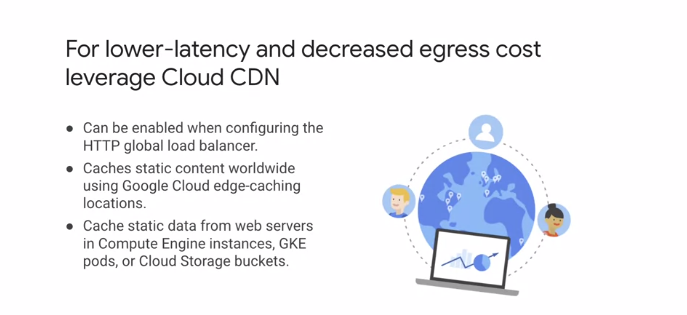 For lower-latency and decreased egress cost
leverage Cloud CDN
● Can be enabled when configuring the
HTTP global load balancer.
● Caches static content worldwide
using Google Cloud edge-caching
locations.
● Cache static data from web servers
in Compute Engine instances, GKE
pods, or Cloud Storage buckets.